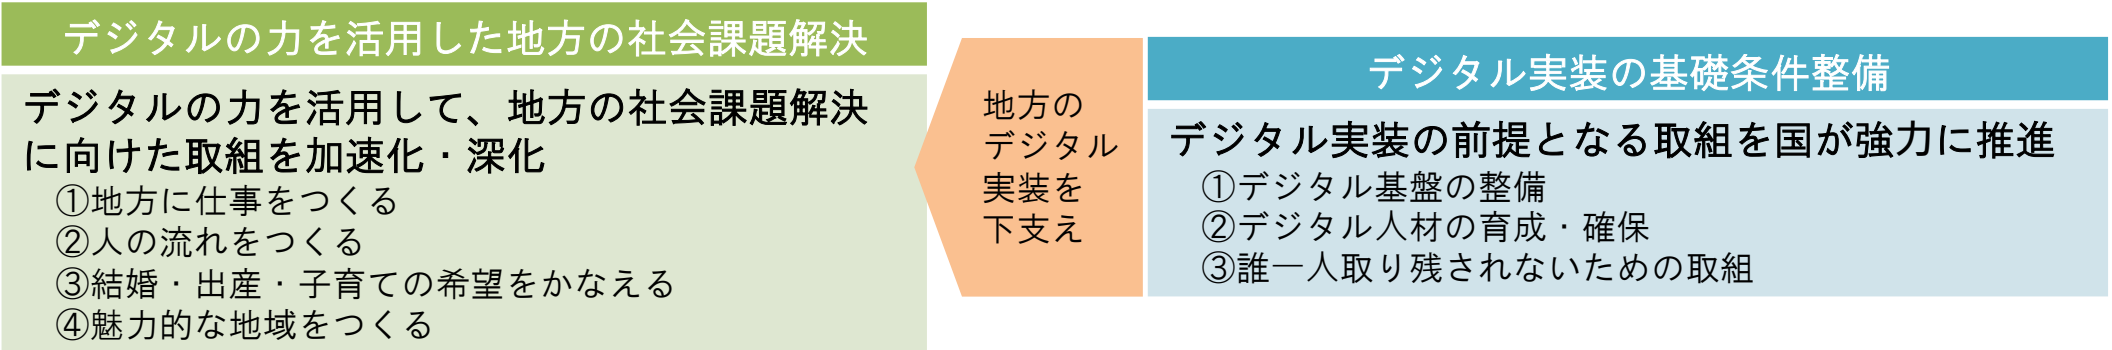 デジタルの力を活用した地方の社会課題解決
デジタルの力を活用して、地方の社会課題解決
に向けた取組を加速化・深化
①地方に仕事をつくる
②人の流れをつくる
③結婚・出産・子育ての希望をかなえる
④魅力的な地域をつくる
地方の
デジタル
実装を
下支え
デジタル実装の基礎条件整備
デジタル実装の前提となる取組を国が強力に推進
①デジタル基盤の整備
②デジタル人材の育成・確保
③誰一人取り残されないための取組